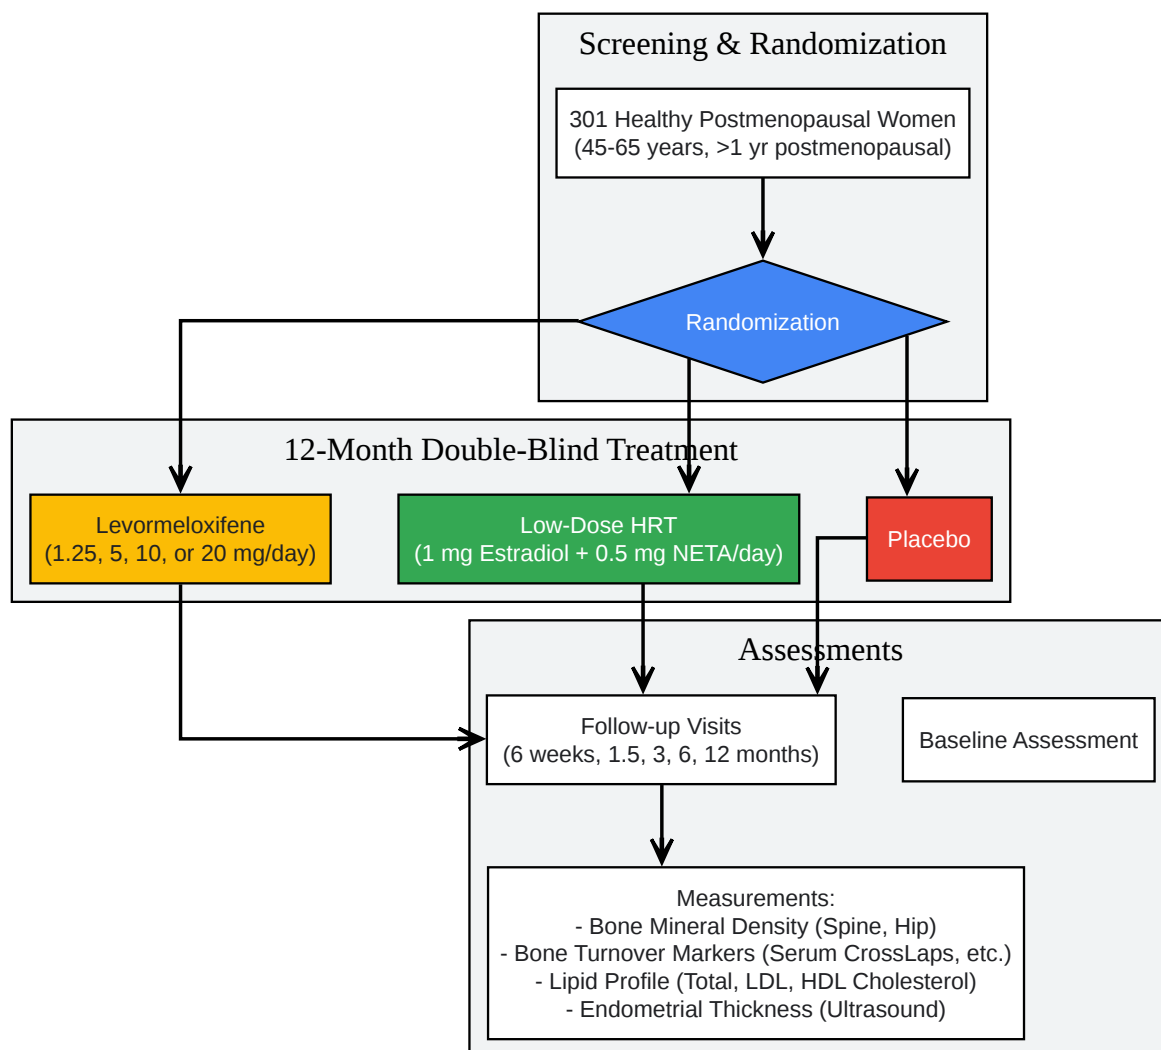 Screening & Randomization
301 Healthy Postmenopausal Women
(45-65 years, >1 yr postmenopausal)
Randomization
12-Month Double-Blind Treatment
Levormeloxifene
(1.25, 5, 10, or 20 mg/day)
Low-Dose HRT
(1 mg Estradiol + 0.5 mg NETA/day)
Placebo
Assessments
Follow-up Visits
(6 weeks, 1.5, 3, 6, 12 months)
Baseline Assessment
Measurements:
- Bone Mineral Density (Spine, Hip)
- Bone Turnover Markers (Serum CrossLaps, etc.)
- Lipid Profile (Total, LDL, HDL Cholesterol)
- Endometrial Thickness (Ultrasound)